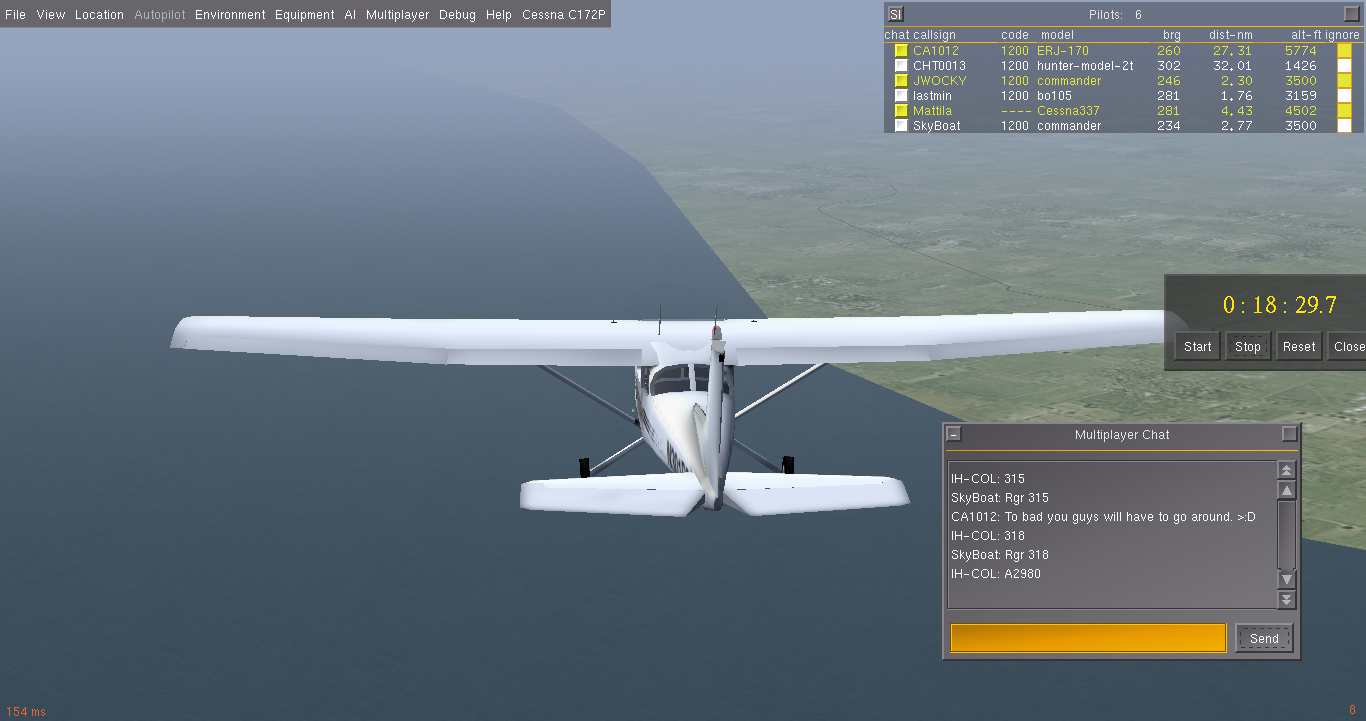 File View Location Autopilot Environment Equipment AI Multiplayer Debug Help Cessna C172P
SI Pilots: 6
chat callsign code model brg dist-nm alt-ft ignore
CA1012 1200 ERJ-170 260 27.31 5774
CHT0013 1200 hunter-model-2t 302 32.01 1426
JWOCKY 1200 commander 246 2.30 3500
lastmin 1200 bo105 281 1.76 3159
Mattila ---- Cessna337 281 4.43 4502
SkyBoat 1200 commander 234 2.77 3500
0 : 18 : 29.7
Start Stop Reset Close
- Multiplayer Chat
IH-COL: 315
SkyBoat: Rgr 315
CA1012: To bad you guys will have to go around. >:D
IH-COL: 318
SkyBoat: Rgr 318
IH-COL: A2980
Send
154 ms
8